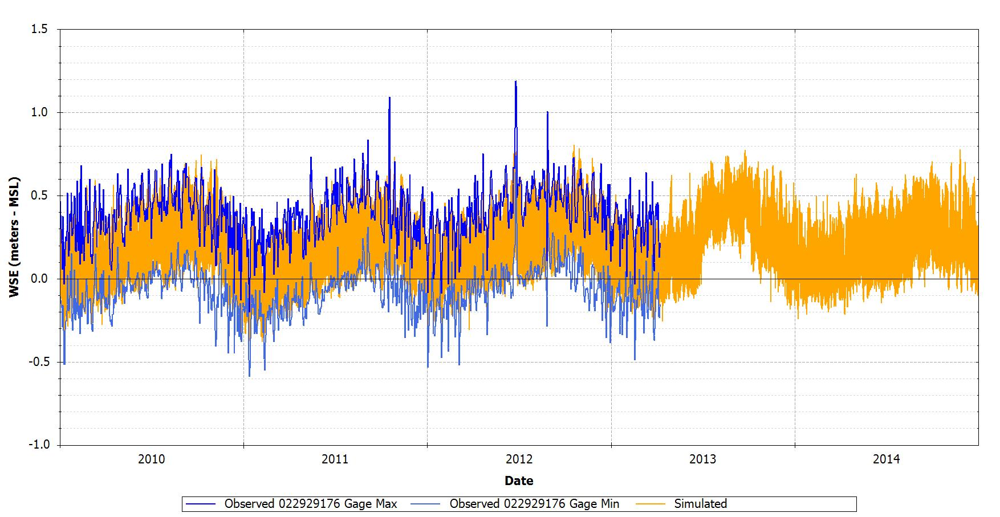 1.5
1.0
0.5
0.0
-0.5
-1.0
WSE (meters - MSL)
2010 2011 2012 2013 2014
Date
Observed 022929176 Gage Max Observed 022929176 Gage Min Simulated